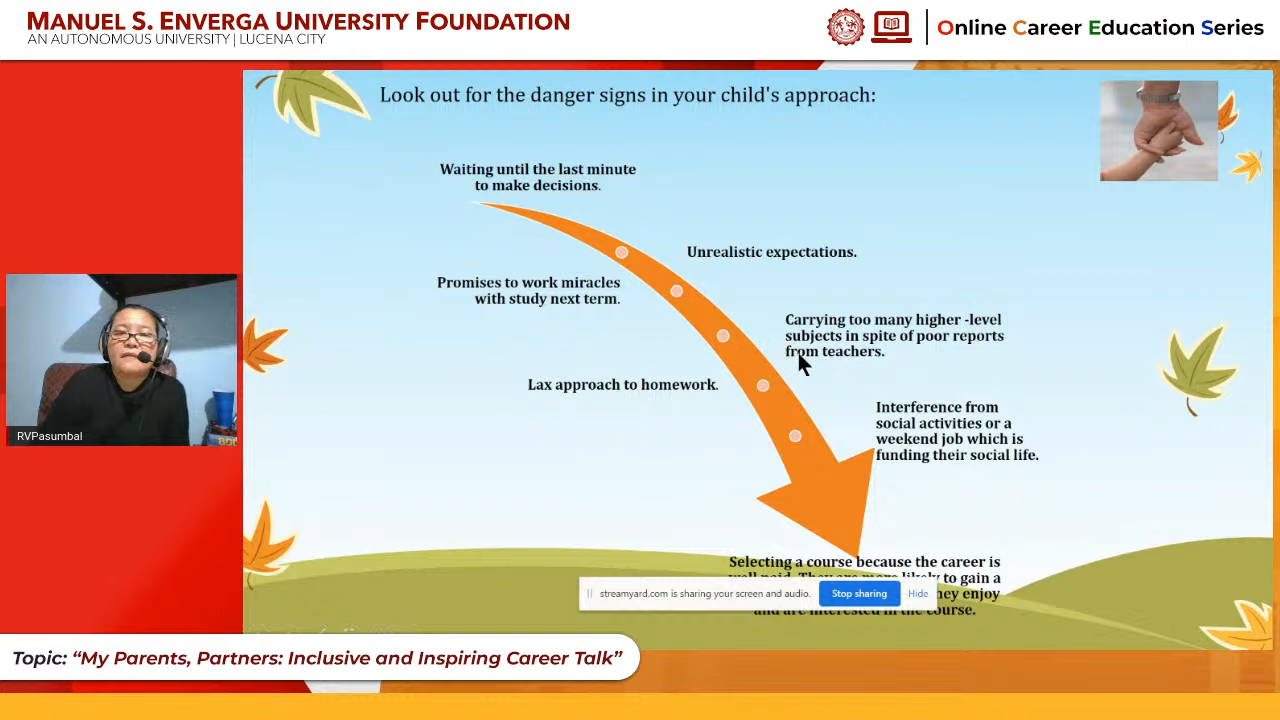 MANUEL S. ENVERGA UNIVERSITY FOUNDATION
AN AUTONOMOUS UNIVERSITY | LUCENA CITY
Online Career Education Series
Look out for the danger signs in your child's approach:
Waiting until the last minute
to make decisions.
Unrealistic expectations.
Promises to work miracles
with study next term.
Carrying too many higher -level
subjects in spite of poor reports
from teachers.
Lax approach to homework.
Interference from
social activities or a
weekend job which is
funding their social life.
RVPasumbal
Selecting a course because the career is
to gain a
they enjoy
and are interested in the course.
streamyard.com is sharing your screen and audio.
Stop sharing
Hide
Topic: “My Parents, Partners: Inclusive and Inspiring Career Talk”